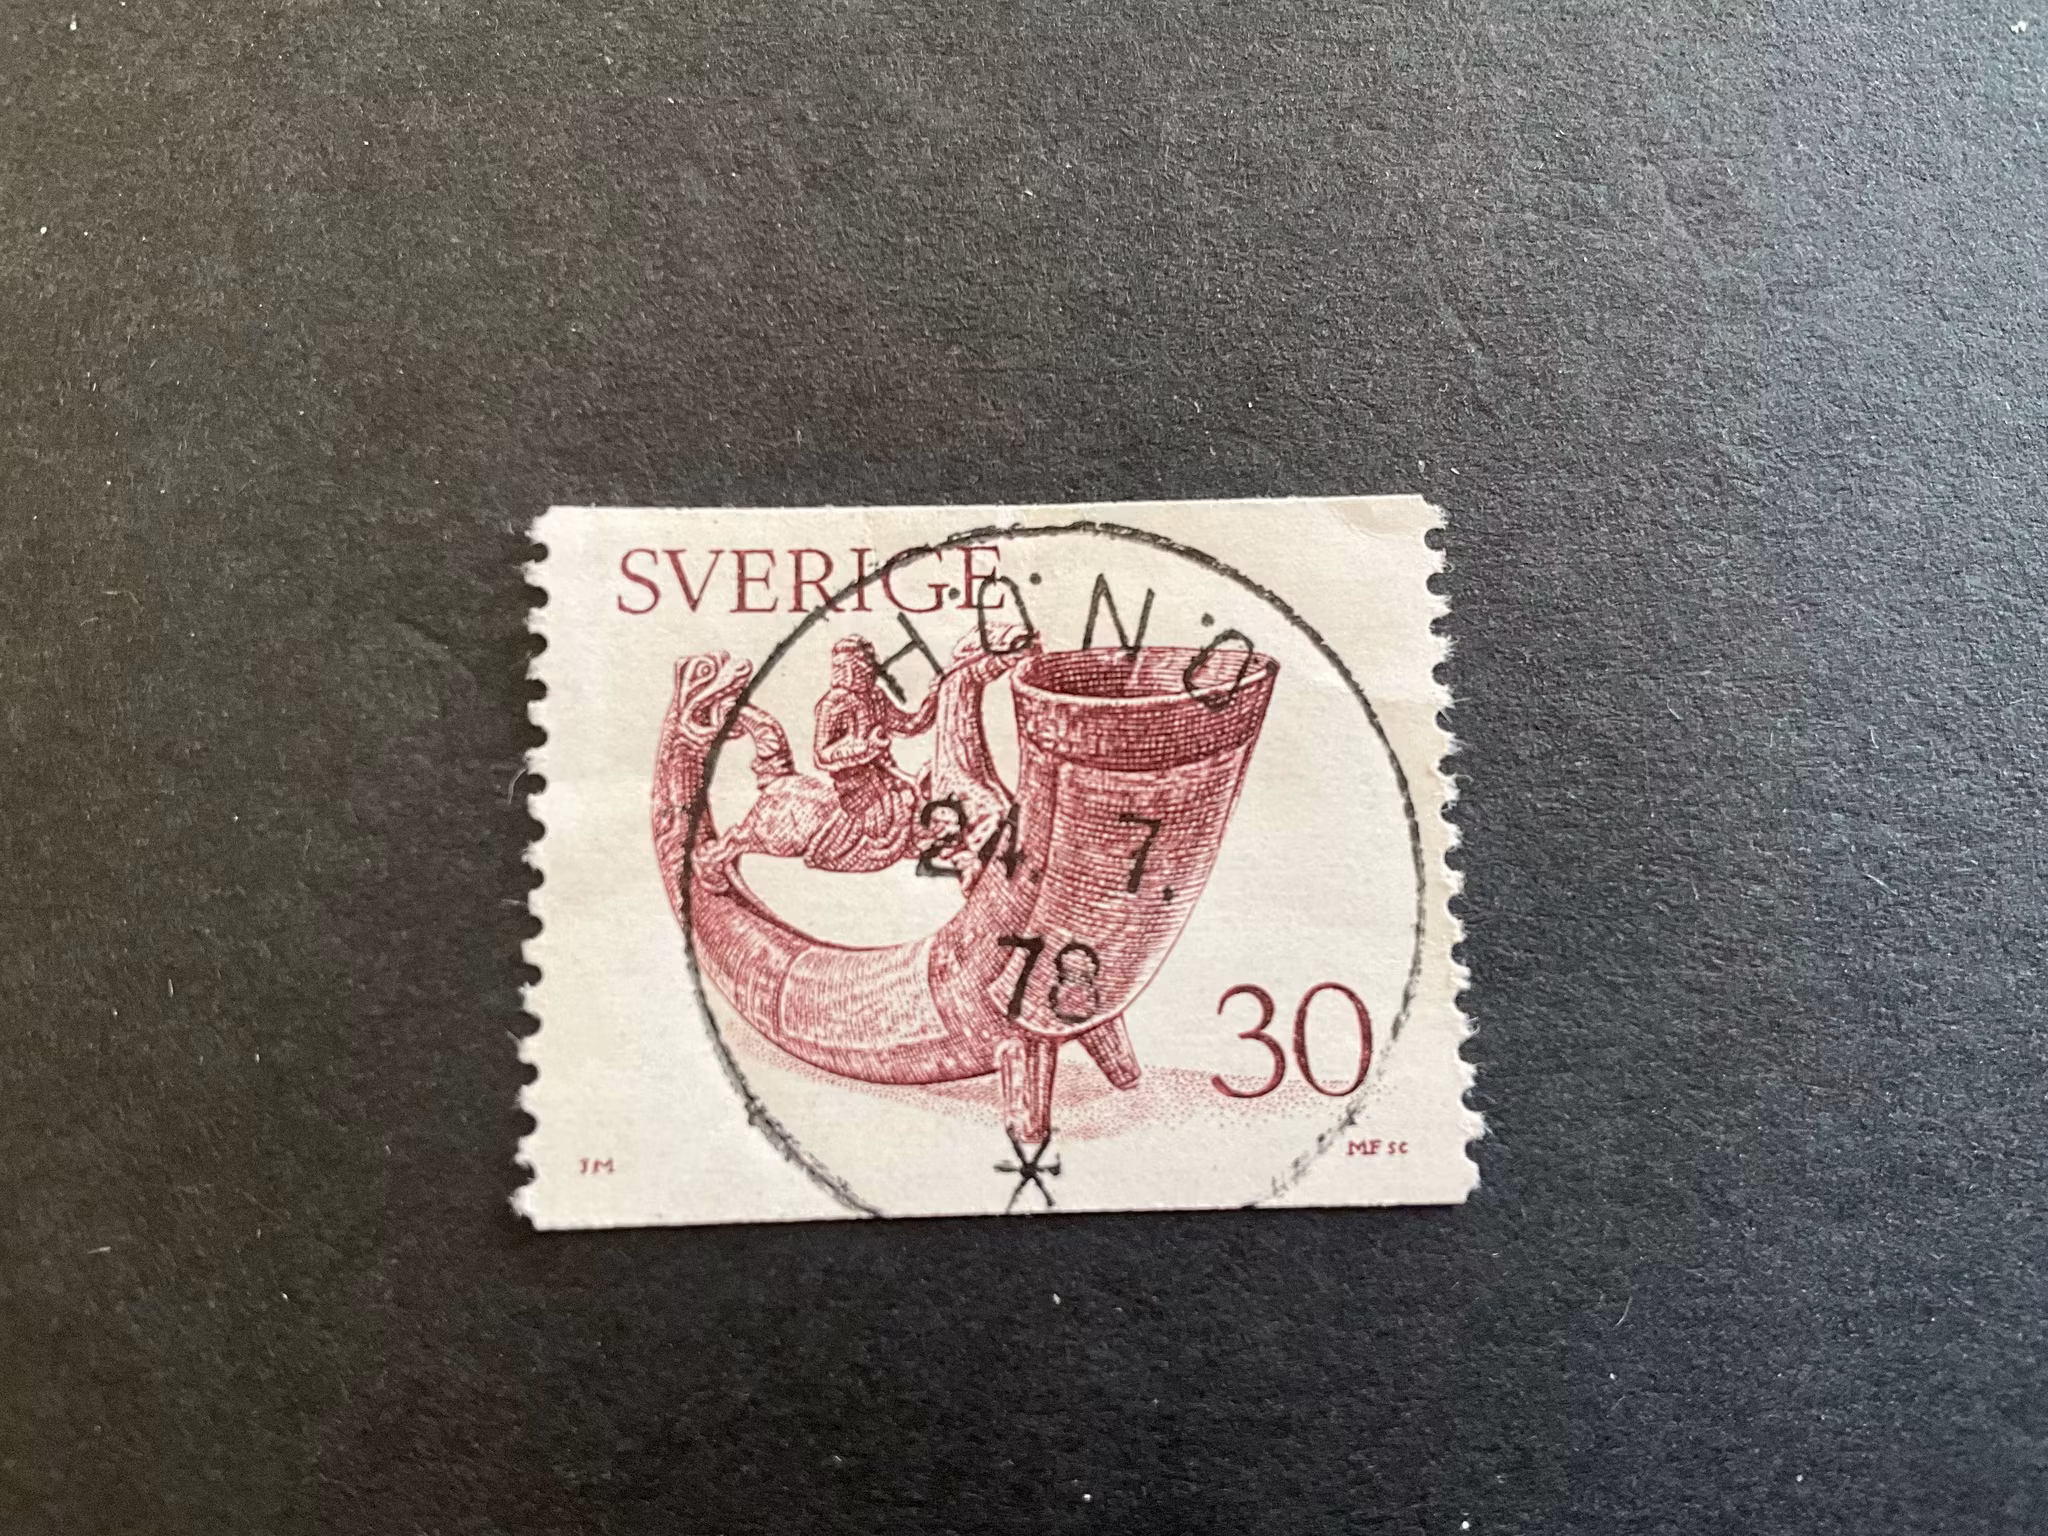 SVERIGE
HÖNÖ
24. 7.
78
30
JM
MF sc